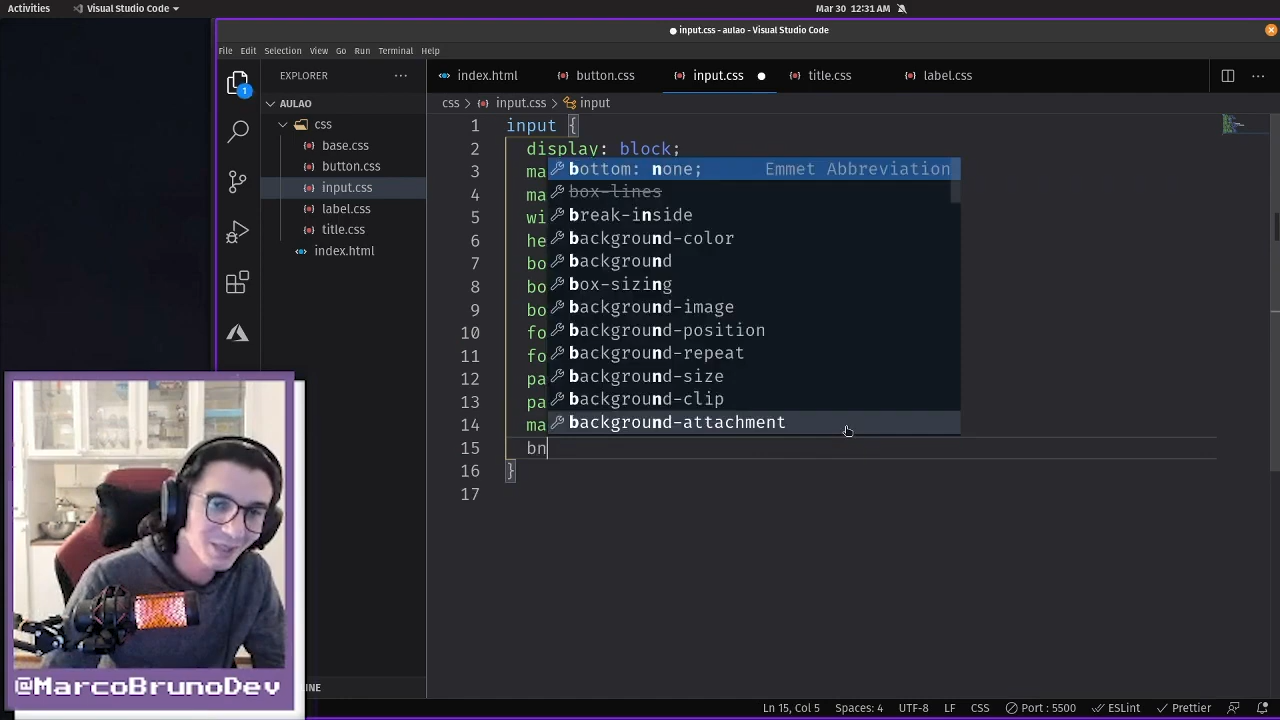 Activities
Visual Studio Code
Mar 30 12:31 AM
input.css - aulao - Visual Studio Code
File Edit Selection View Go Run Terminal Help
1
EXPLORER
AULAO
css
base.css
button.css
input.css
label.css
title.css
index.html
index.html
button.css
input.css
title.css
label.css
css > input.css > input
1 input {
2 display: block;
3 ma
4 ma
5 wi
6 he
7 bo
8 bo
9 bo
10 fo
11 fo
12 pa
13 pa
14 ma
15 bn
16 }
17
bottom: none; Emmet Abbreviation
box-lines
break-inside
background-color
background
box-sizing
background-image
background-position
background-repeat
background-size
background-clip
background-attachment
@MarcoBrunoDev
INE
Ln 15, Col 5 Spaces: 4 UTF-8 LF CSS Port : 5500 ESLint Prettier